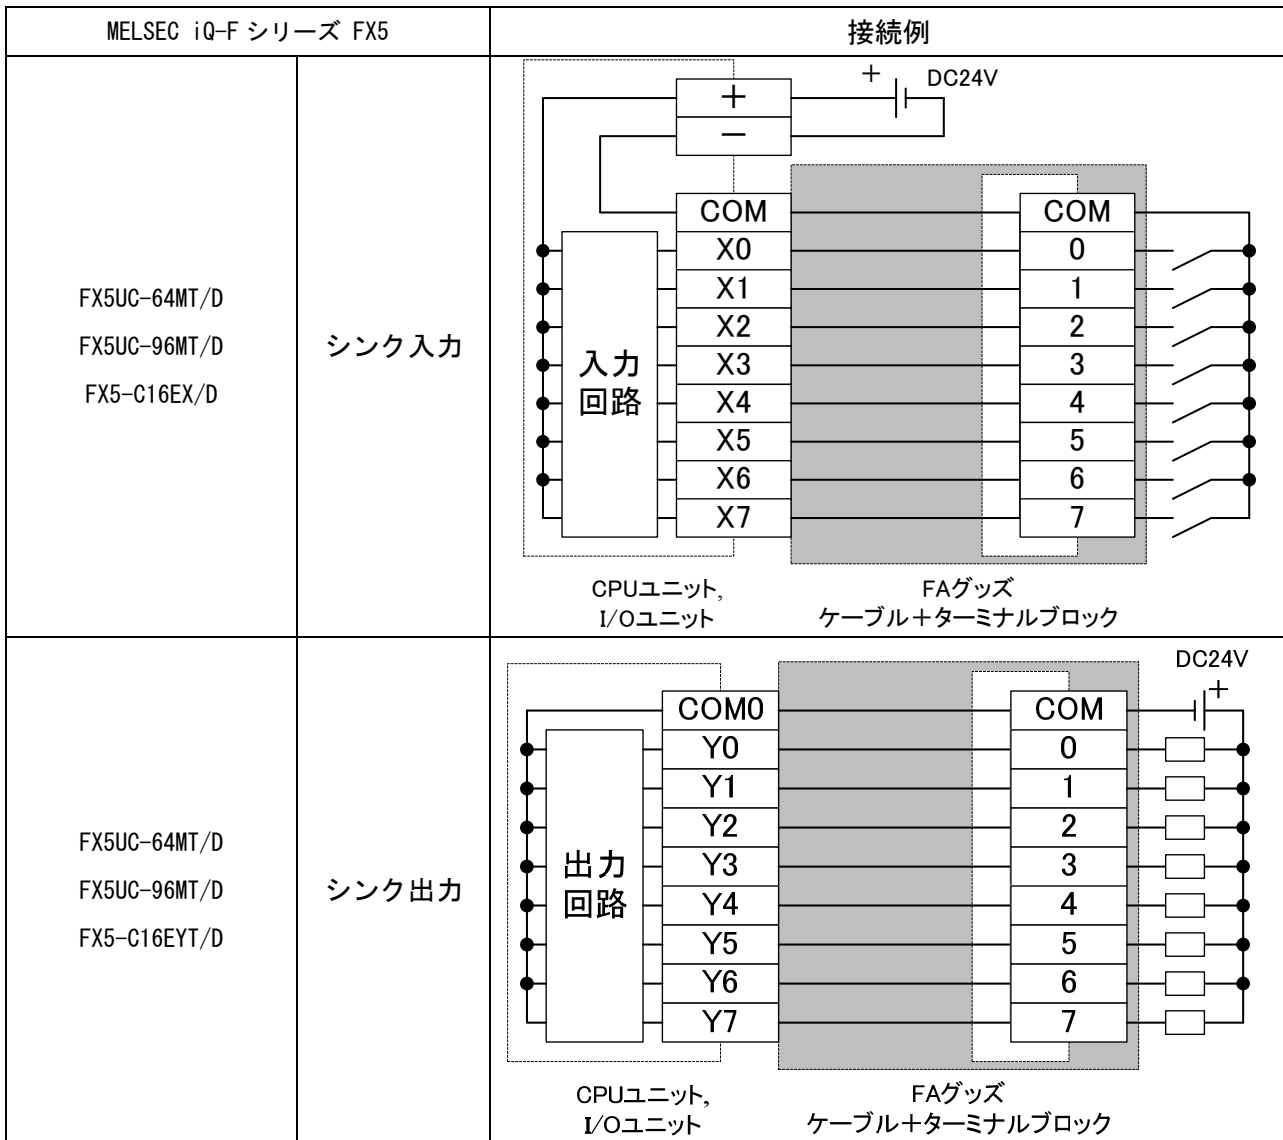 MELSEC iQ-F シリーズ FX5
接続例
FX5UC-64MT/D
FX5UC-96MT/D
FX5-C16EX/D
シンク入力
+ DC24V
+
-
COM COM
X0 0
X1 1
X2 2
X3 3
X4 4
X5 5
X6 6
X7 7
入力
回路
CPUユニット,
I/Oユニット
FAグッズ
ケーブル+ターミナルブロック
FX5UC-64MT/D
FX5UC-96MT/D
FX5-C16EYT/D
シンク出力
DC24V
+
COM0 COM
Y0 0
Y1 1
Y2 2
Y3 3
Y4 4
Y5 5
Y6 6
Y7 7
出力
回路
CPUユニット,
I/Oユニット
FAグッズ
ケーブル+ターミナルブロック